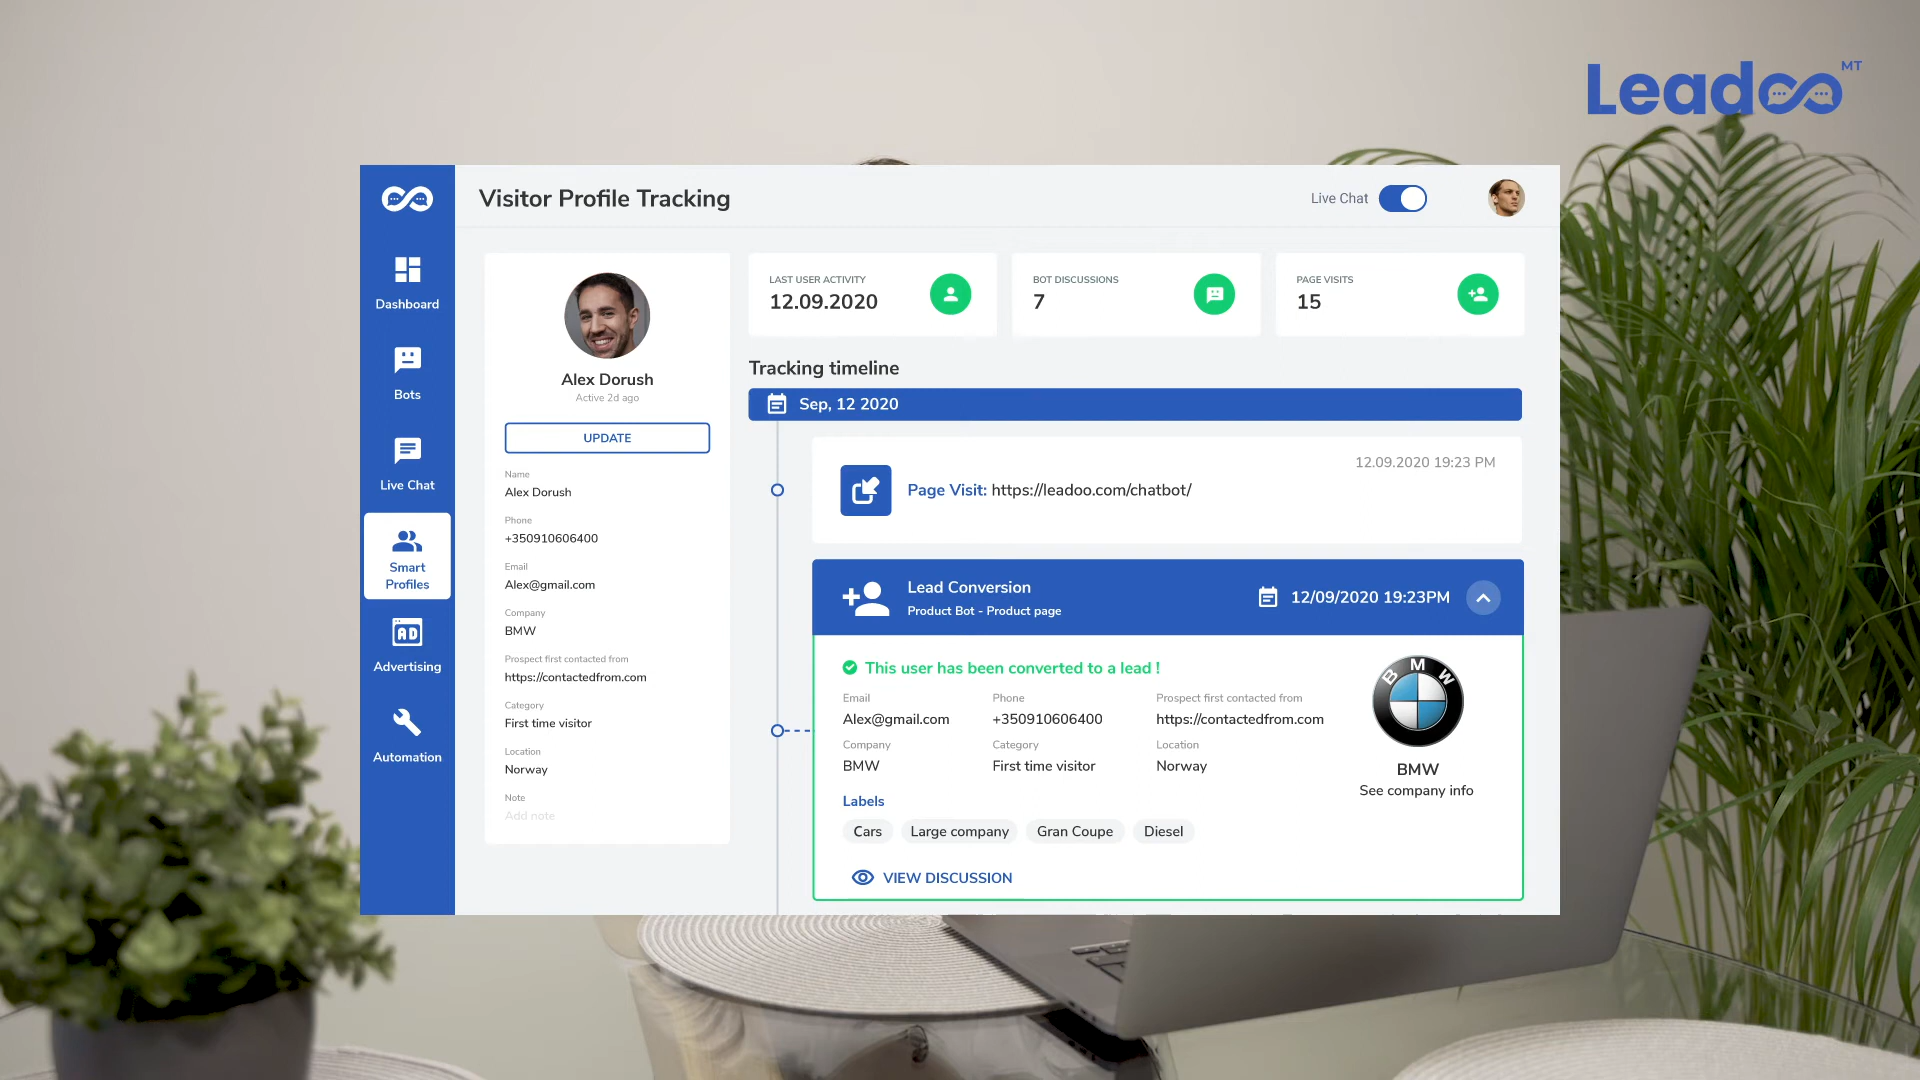 Leadoo MT
Visitor Profile Tracking
Live Chat
Dashboard
Bots
Live Chat
Smart
Profiles
Advertising
Automation
Alex Dorush
Active 2d ago
UPDATE
Name
Alex Dorush
Phone
+350910606400
Email
Alex@gmail.com
Company
BMW
Prospect first contacted from
https://contactedfrom.com
Category
First time visitor
Location
Norway
Note
Add note
LAST USER ACTIVITY
12.09.2020
BOT DISCUSSIONS
7
PAGE VISITS
15
Tracking timeline
Sep, 12 2020
12.09.2020 19:23 PM
Page Visit: https://leadoo.com/chatbot/
Lead Conversion
Product Bot - Product page
12/09/2020 19:23PM
This user has been converted to a lead !
Email
Phone
Prospect first contacted from
Alex@gmail.com
+350910606400
https://contactedfrom.com
Company
Category
Location
BMW
First time visitor
Norway
BMW
BMW
See company info
Labels
Cars
Large company
Gran Coupe
Diesel
VIEW DISCUSSION
AD